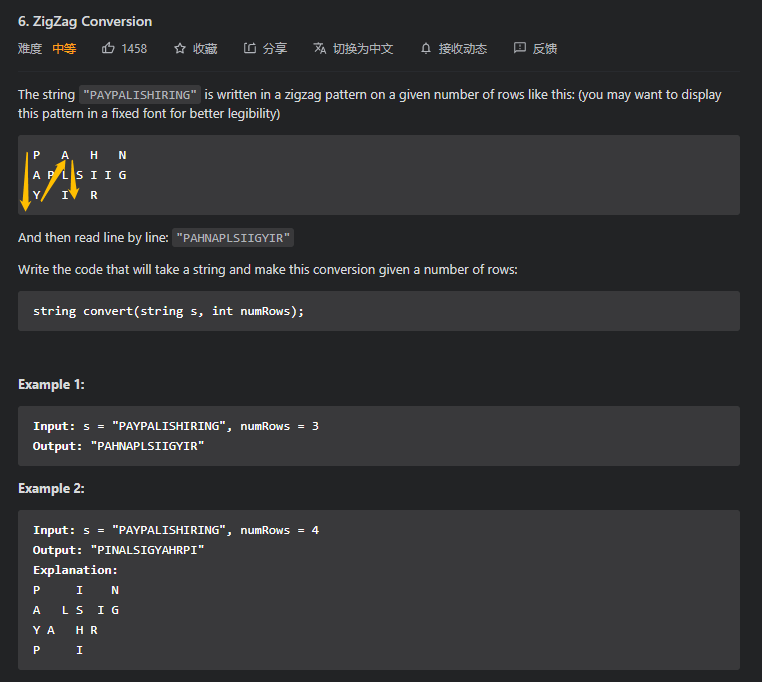 6. ZigZag Conversion
难度 中等 1458 收藏 分享 切换为中文 接收动态 反馈
The string "PAYPALISHIRING" is written in a zigzag pattern on a given number of rows like this: (you may want to display
this pattern in a fixed font for better legibility)
P   A   H   N
A P L S I I G
Y   I   R
And then read line by line: "PAHNAPLSIIGYIR"
Write the code that will take a string and make this conversion given a number of rows:
string convert(string s, int numRows);
Example 1:
Input: s = "PAYPALISHIRING", numRows = 3
Output: "PAHNAPLSIIGYIR"
Example 2:
Input: s = "PAYPALISHIRING", numRows = 4
Output: "PINALSIGYAHRPI"
Explanation:
P     I    N
A   L S  I G
Y A   H R
P     I